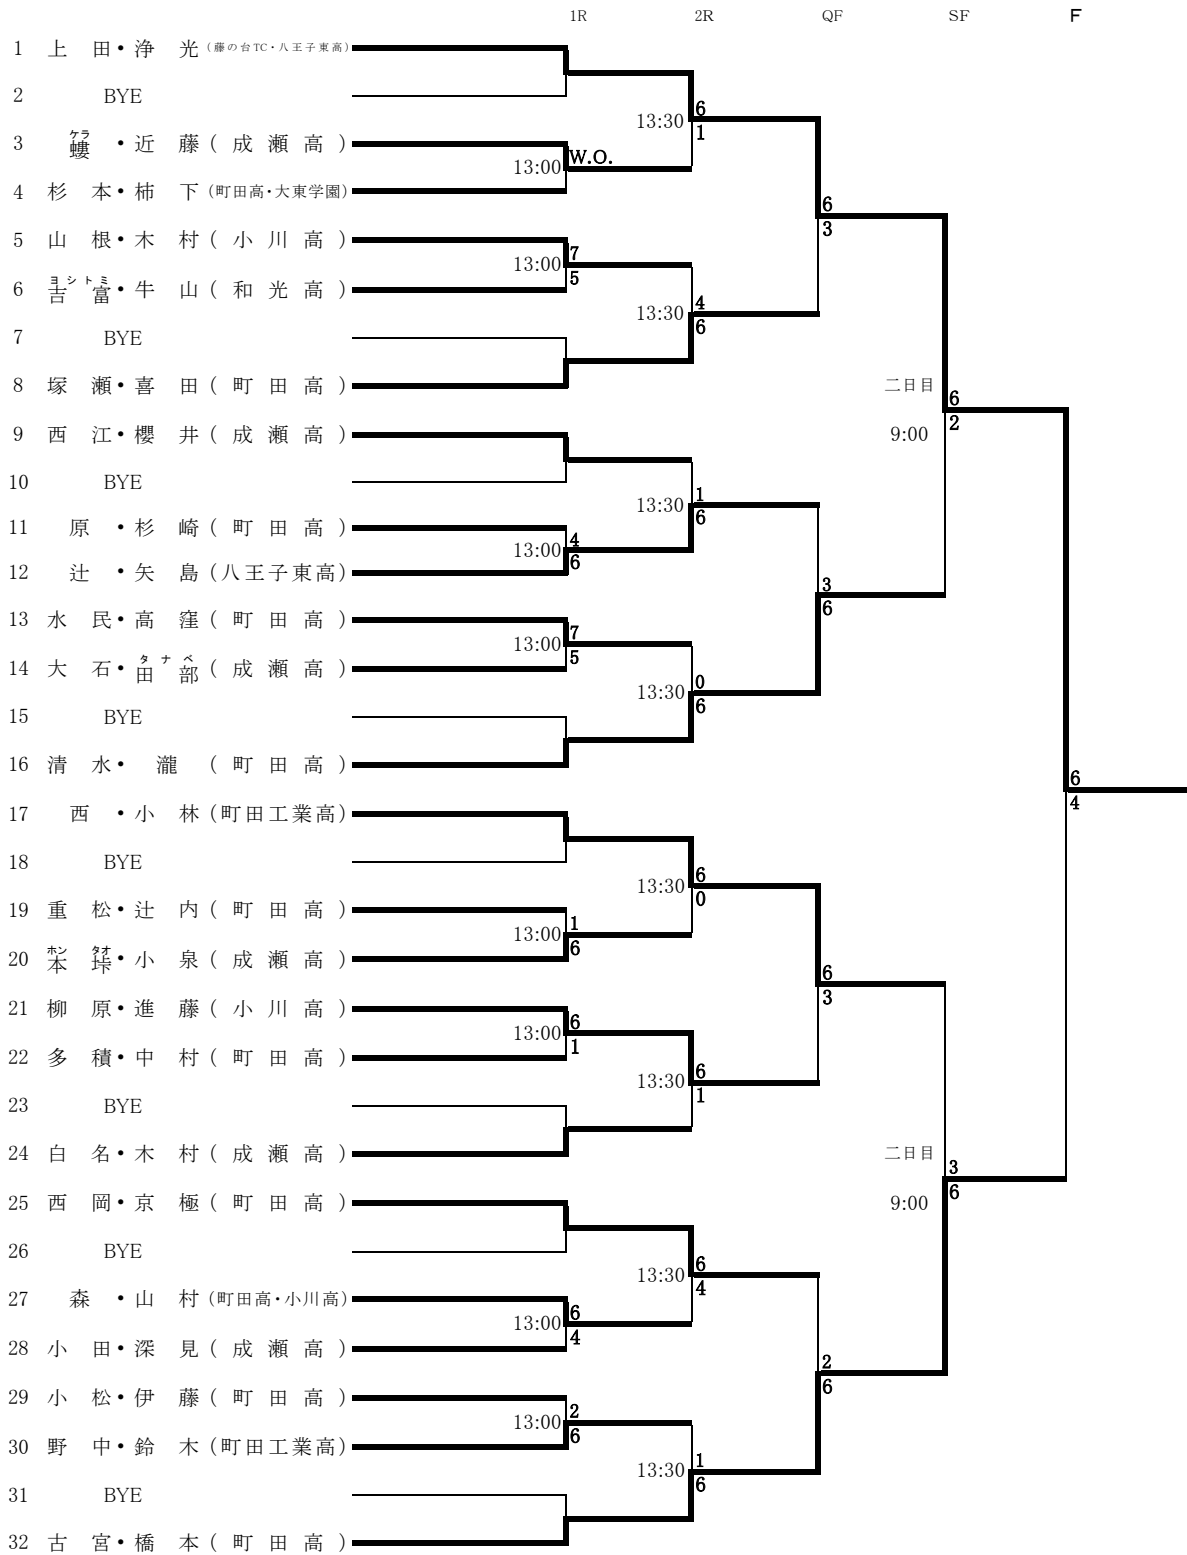 1R 2R QF SF F
1 上 田・浄 光 (藤の台TC・八王子東高)
2 BYE
6
13:30
1
ケラ
3 螻 ・近 藤 ( 成 瀬 高 )
W.O.
13:00
4 杉 本・柿 下 (町田高・大東学園)
6
3
5 山 根・木 村 ( 小 川 高 )
7
13:00
5
ヨシトミ
6 吉 富・牛 山 ( 和 光 高 )
4
13:30
6
7 BYE
8 塚 瀬・喜 田 ( 町 田 高 )
二日目
6
2
9:00
9 西 江・櫻 井 ( 成 瀬 高 )
10 BYE
1
13:30
6
11 原 ・杉 崎 ( 町 田 高 )
4
13:00
6
12 辻 ・矢 島 (八王子東高)
3
6
13 水 民・高 窪 ( 町 田 高 )
7
13:00
5
タナベ
14 大 石・田 部 ( 成 瀬 高 )
0
13:30
6
15 BYE
16 清 水・ 瀧 ( 町 田 高 )
6
4
17 西 ・小 林 (町田工業高)
18 BYE
6
13:30
0
19 重 松・辻 内 ( 町 田 高 )
1
13:00
6
ホン タオ
20 本 垰・小 泉 ( 成 瀬 高 )
6
3
21 柳 原・進 藤 ( 小 川 高 )
6
13:00
1
22 多 積・中 村 ( 町 田 高 )
6
13:30
1
23 BYE
24 白 名・木 村 ( 成 瀬 高 )
二日目
3
6
9:00
25 西 岡・京 極 ( 町 田 高 )
26 BYE
6
13:30
4
27 森 ・山 村 (町田高・小川高)
6
13:00
4
28 小 田・深 見 ( 成 瀬 高 )
2
6
29 小 松・伊 藤 ( 町 田 高 )
2
13:00
6
30 野 中・鈴 木 (町田工業高)
1
13:30
6
31 BYE
32 古 宮・橋 本 ( 町 田 高 )